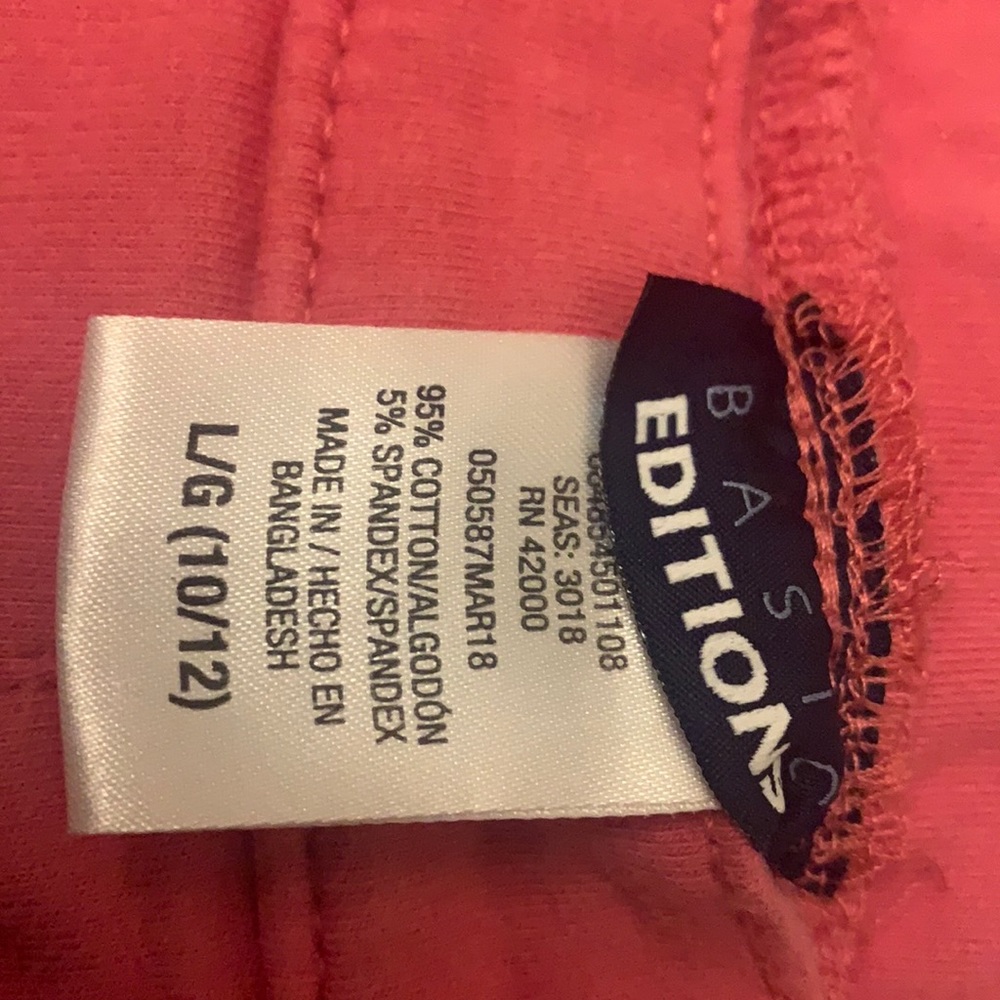 BASIC
EDITIONS
SEAS: 3018
RN 42000
050587MAR18
95% COTTON/ALGODÓN
5% SPANDEX/SPANDEX
MADE IN / HECHO EN
BANGLADESH
L/G (10/12)